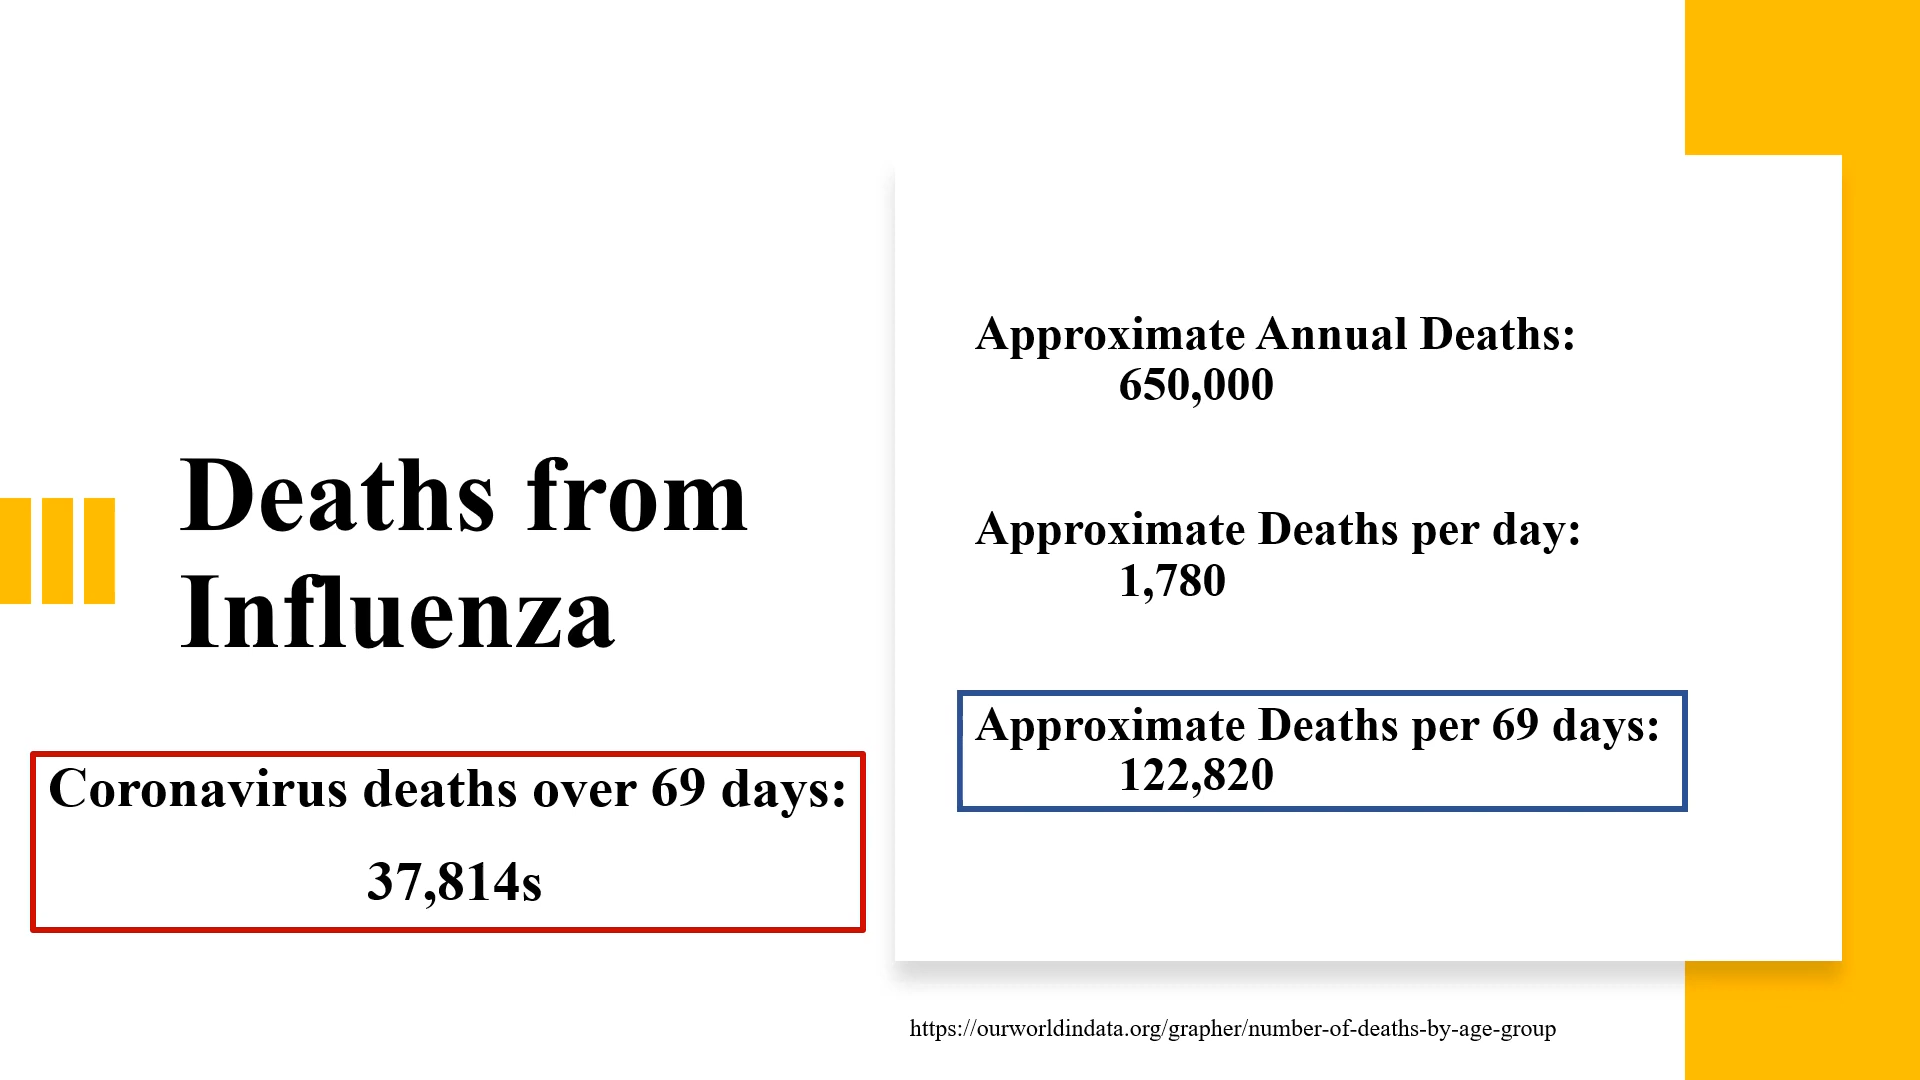 Deaths from
Influenza
Coronavirus deaths over 69 days:
37,814s
Approximate Annual Deaths:
650,000
Approximate Deaths per day:
1,780
Approximate Deaths per 69 days:
122,820
https://ourworldindata.org/grapher/number-of-deaths-by-age-group